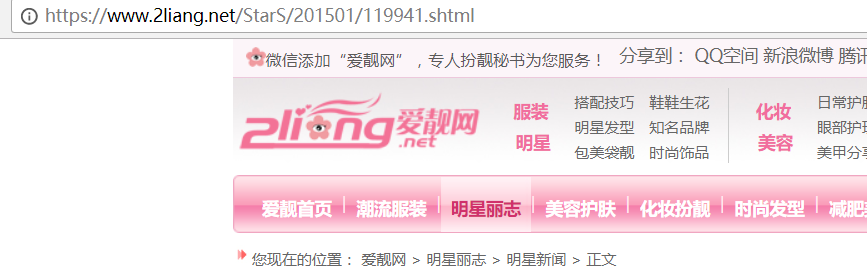 https://www.2liang.net/StarS/201501/119941.shtml
微信添加“爱靓网”，专人扮靓秘书为您服务！ 分享到： QQ空间 新浪微博 腾讯
2liang爱靓网
.net
服装 搭配技巧 鞋鞋生花 化妆 日常护肤
明星发型 知名品牌 眼部护理
明星 包美袋靓 时尚饰品 美容 美甲分享
爱靓首页 潮流服装 明星丽志 美容护肤 化妆扮靓 时尚发型 减肥
您现在的位置： 爱靓网 > 明星丽志 > 明星新闻 > 正文